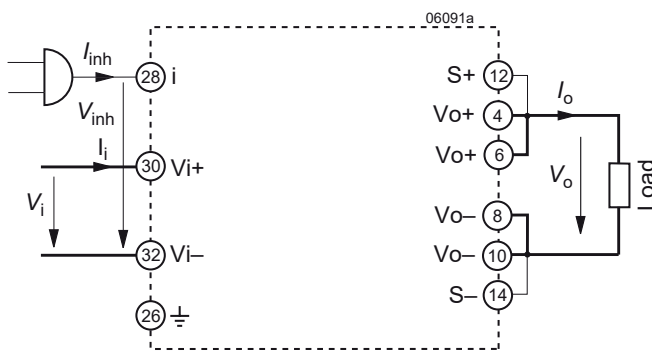 06091a
Iinh
28 i
Vinh
Ii
30 Vi+
Vi
32 Vi–
26
S+ 12
Vo+ 4
Io
Vo+ 6
Vo
Load
Vo– 8
Vo– 10
S– 14